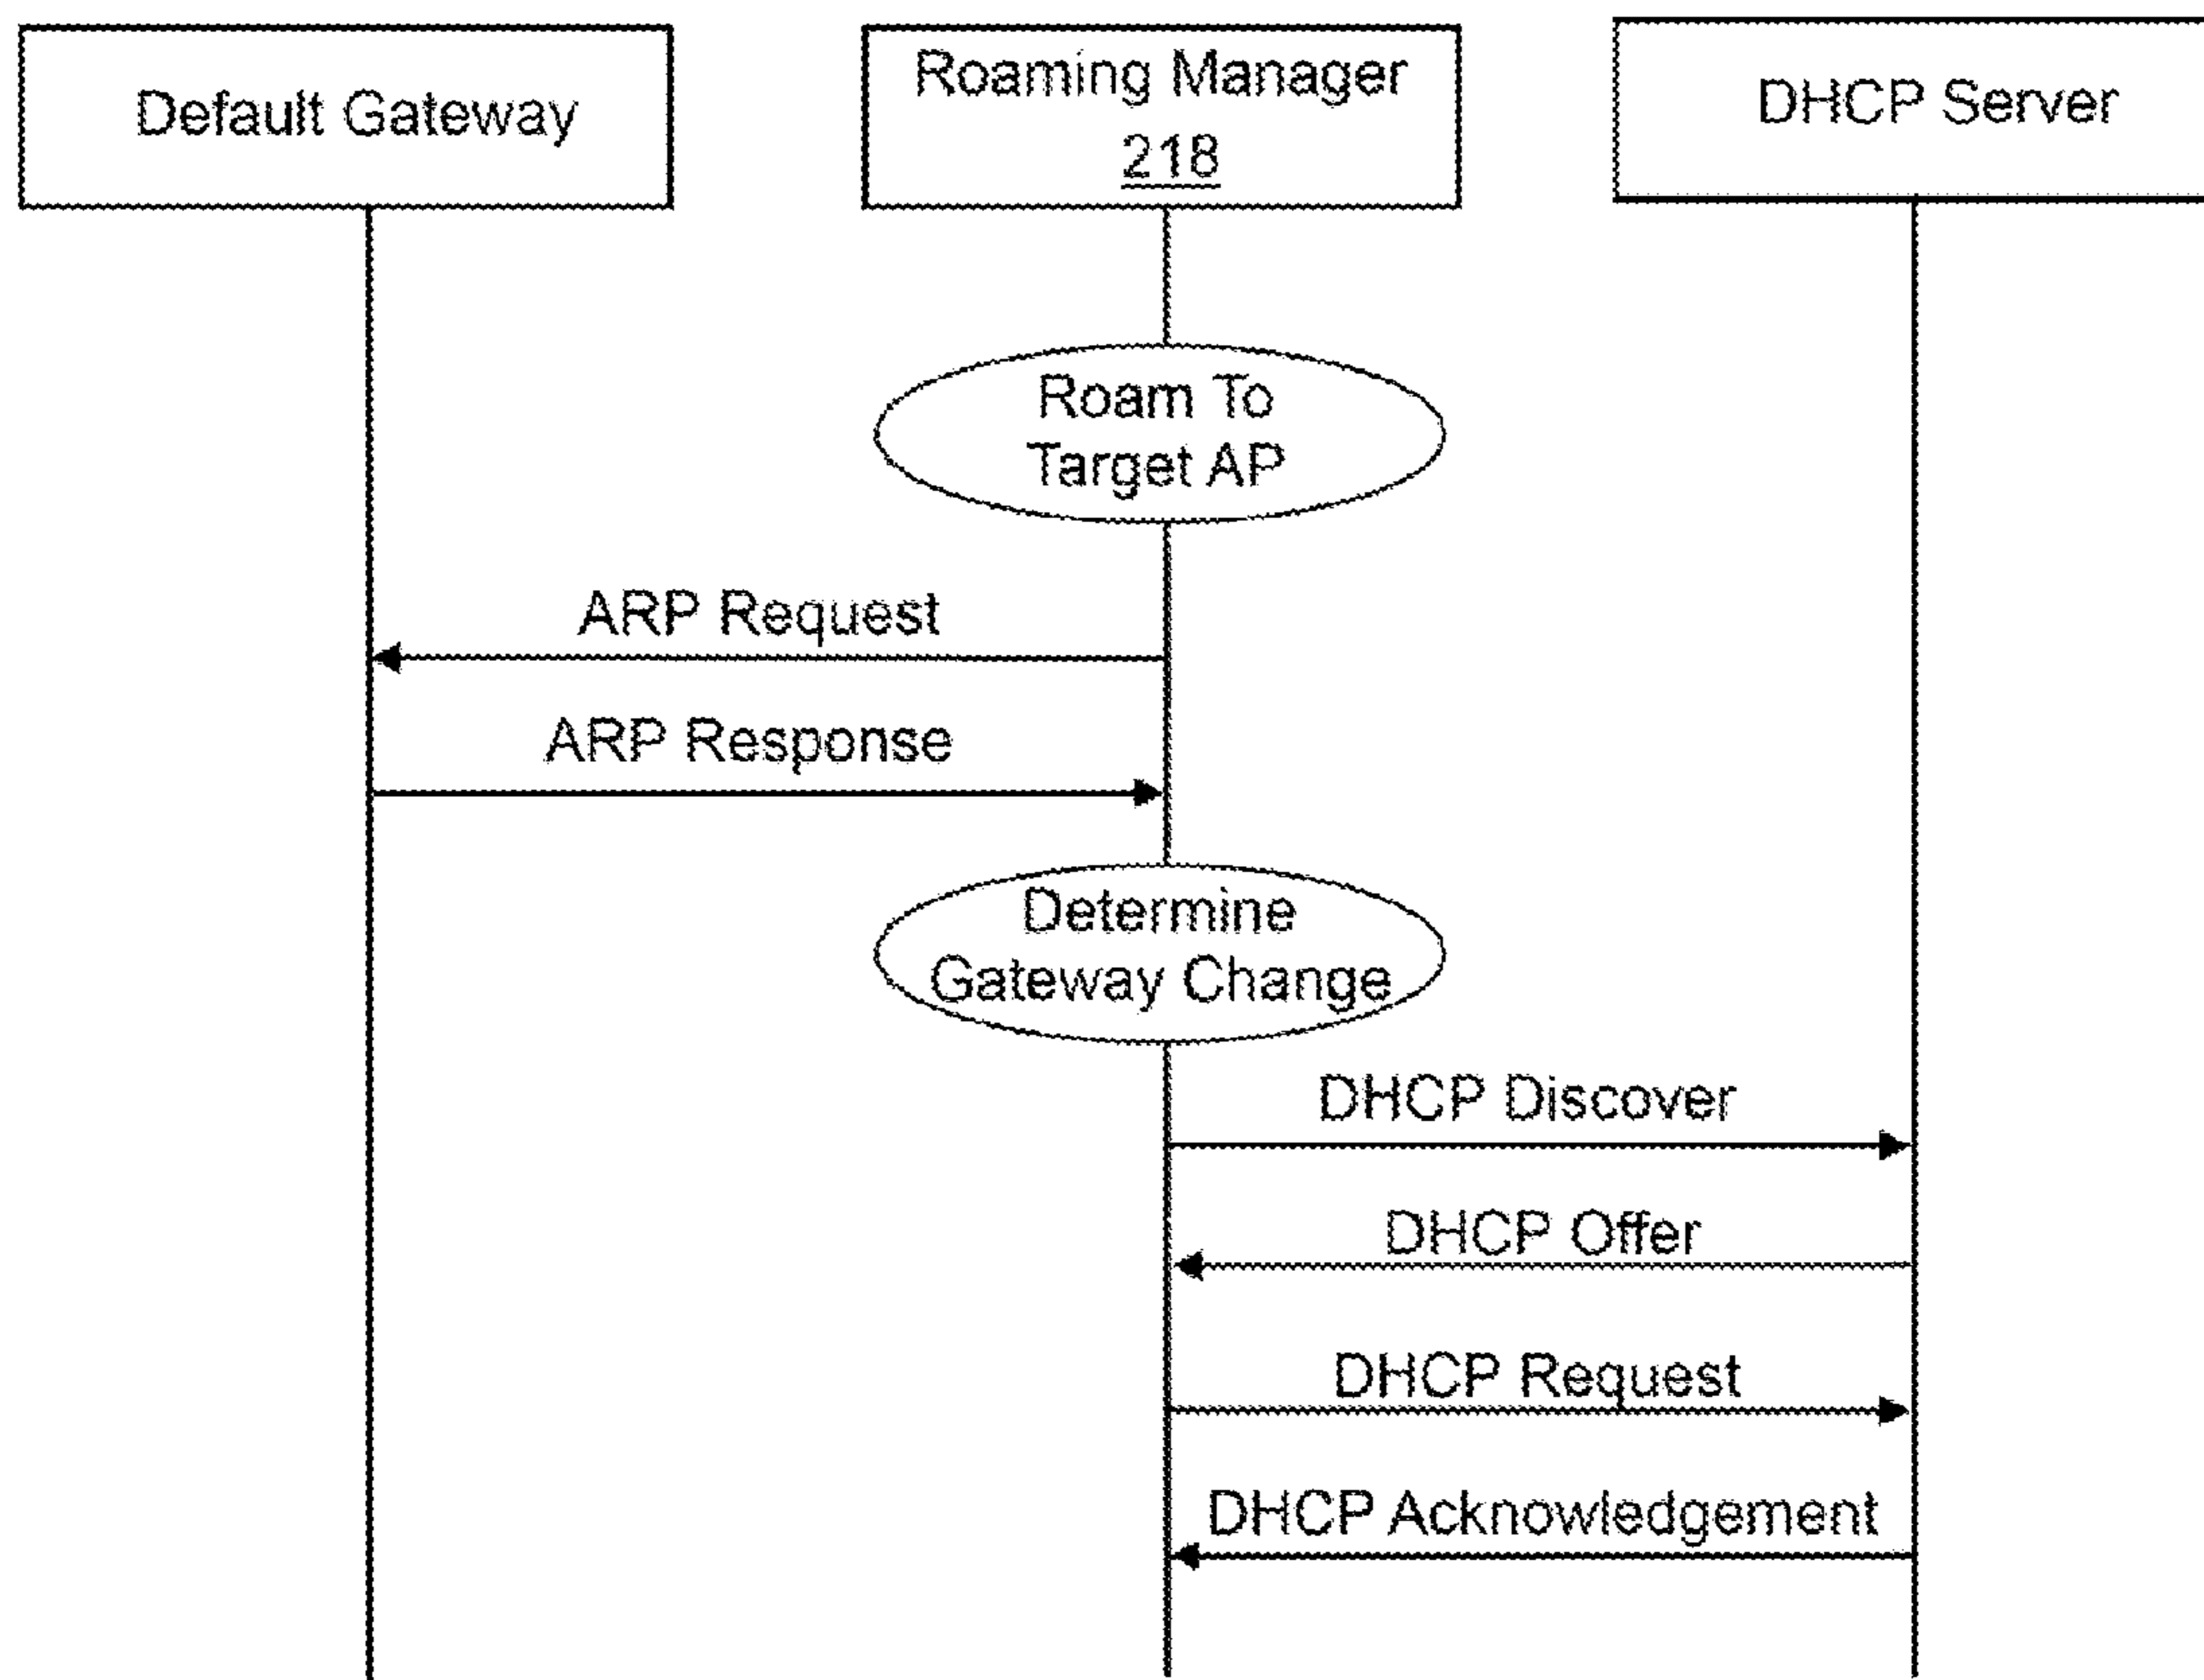 Default Gateway
Roaming Manager
218
DHCP Server
Roam To
Target AP
ARP Request
ARP Response
Determine
Gateway Change
DHCP Discover
DHCP Offer
DHCP Request
DHCP Acknowledgement